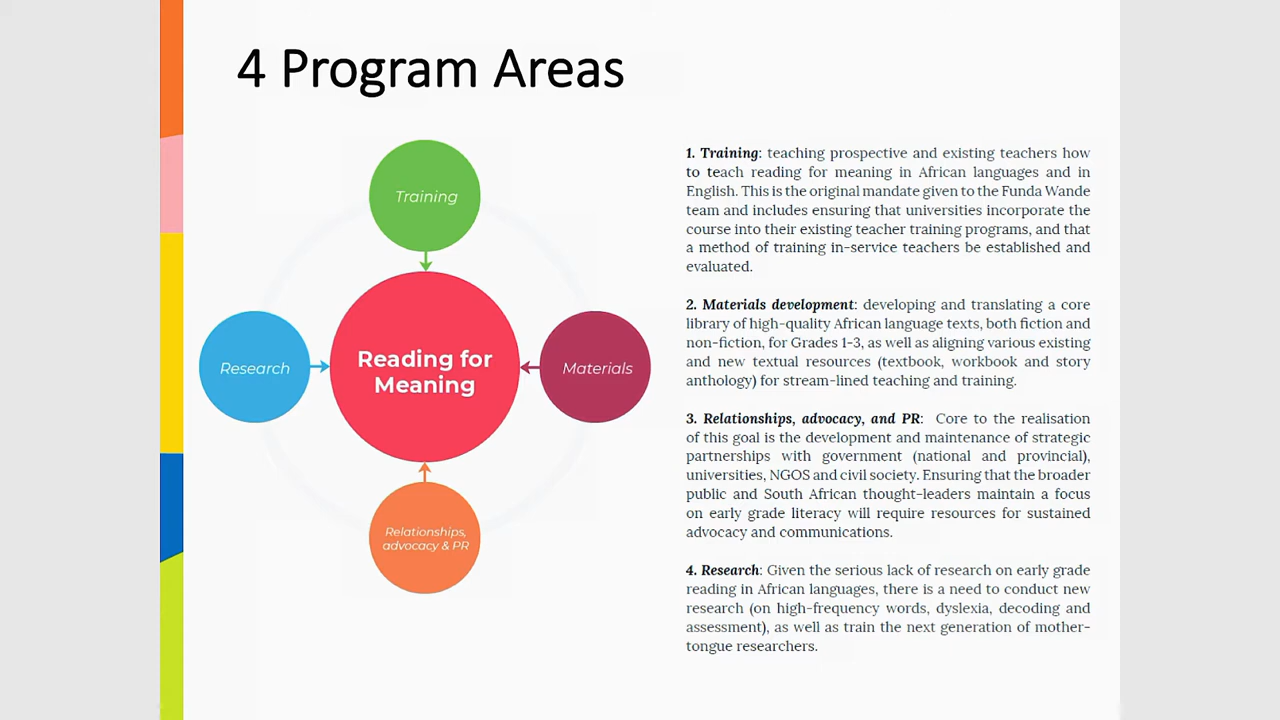 4 Program Areas
Training
Research
Reading for
Meaning
Materials
Relationships,
advocacy & PR
1. Training: teaching prospective and existing teachers how
to teach reading for meaning in African languages and in
English. This is the original mandate given to the Funda Wande
team and includes ensuring that universities incorporate the
course into their existing teacher training programs, and that
a method of training in-service teachers be established and
evaluated.
2. Materials development: developing and translating a core
library of high-quality African language texts, both fiction and
non-fiction, for Grades 1-3, as well as aligning various existing
and new textual resources (textbook, workbook and story
anthology) for stream-lined teaching and training.
3. Relationships, advocacy, and PR: Core to the realisation
of this goal is the development and maintenance of strategic
partnerships with government (national and provincial),
universities, NGOS and civil society. Ensuring that the broader
public and South African thought-leaders maintain a focus
on early grade literacy will require resources for sustained
advocacy and communications.
4. Research: Given the serious lack of research on early grade
reading in African languages, there is a need to conduct new
research (on high-frequency words, dyslexia, decoding and
assessment), as well as train the next generation of mother-
tongue researchers.